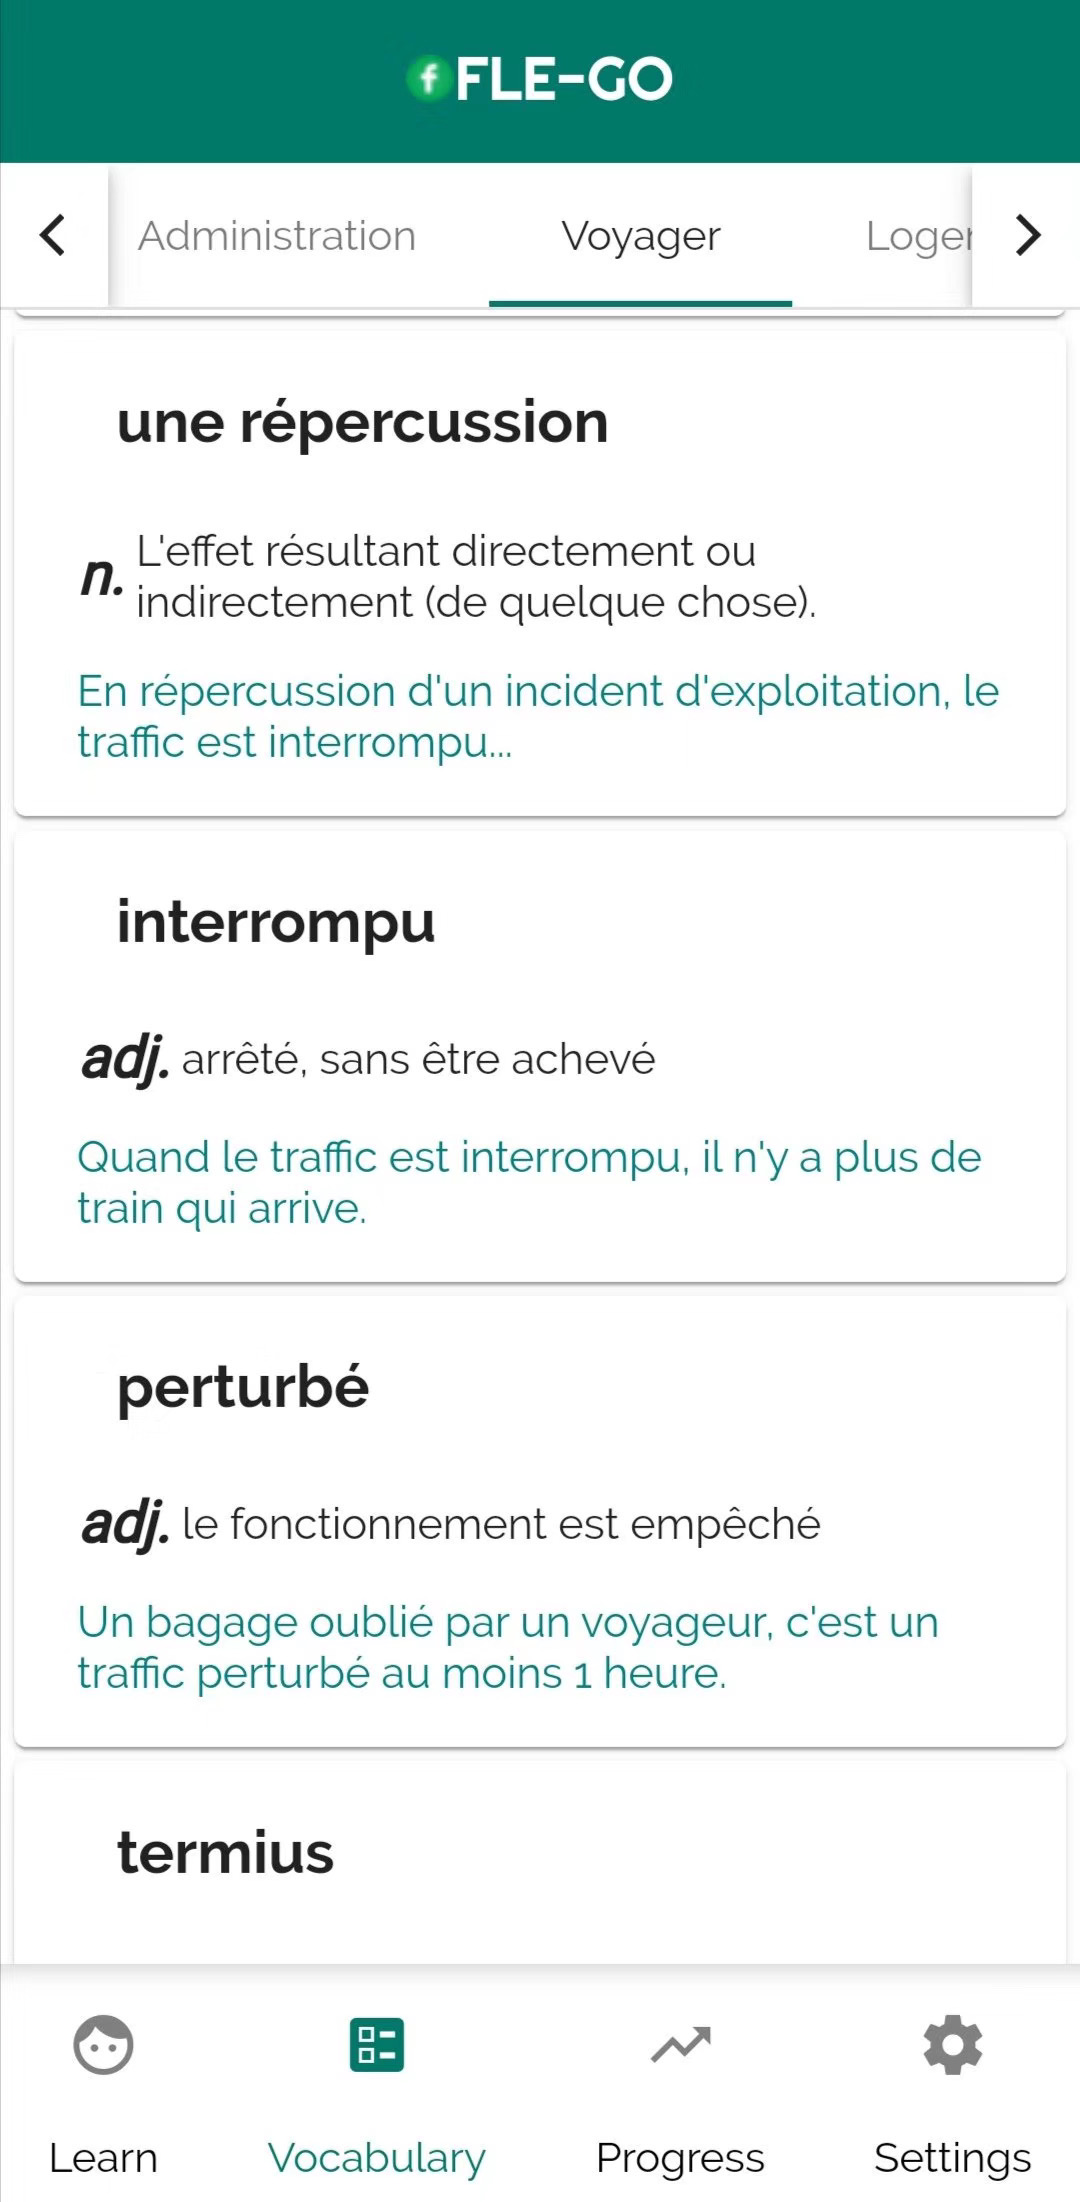 f FLE-GO
Administration
Voyager
Loger
une répercussion
n. L'effet résultant directement ou
indirectement (de quelque chose).
En répercussion d'un incident d'exploitation, le
traffic est interrompu...
interrompu
adj. arrêté, sans être achevé
Quand le traffic est interrompu, il n'y a plus de
train qui arrive.
perturbé
adj. le fonctionnement est empêché
Un bagage oublié par un voyageur, c'est un
traffic perturbé au moins 1 heure.
termius
Learn
Vocabulary
Progress
Settings